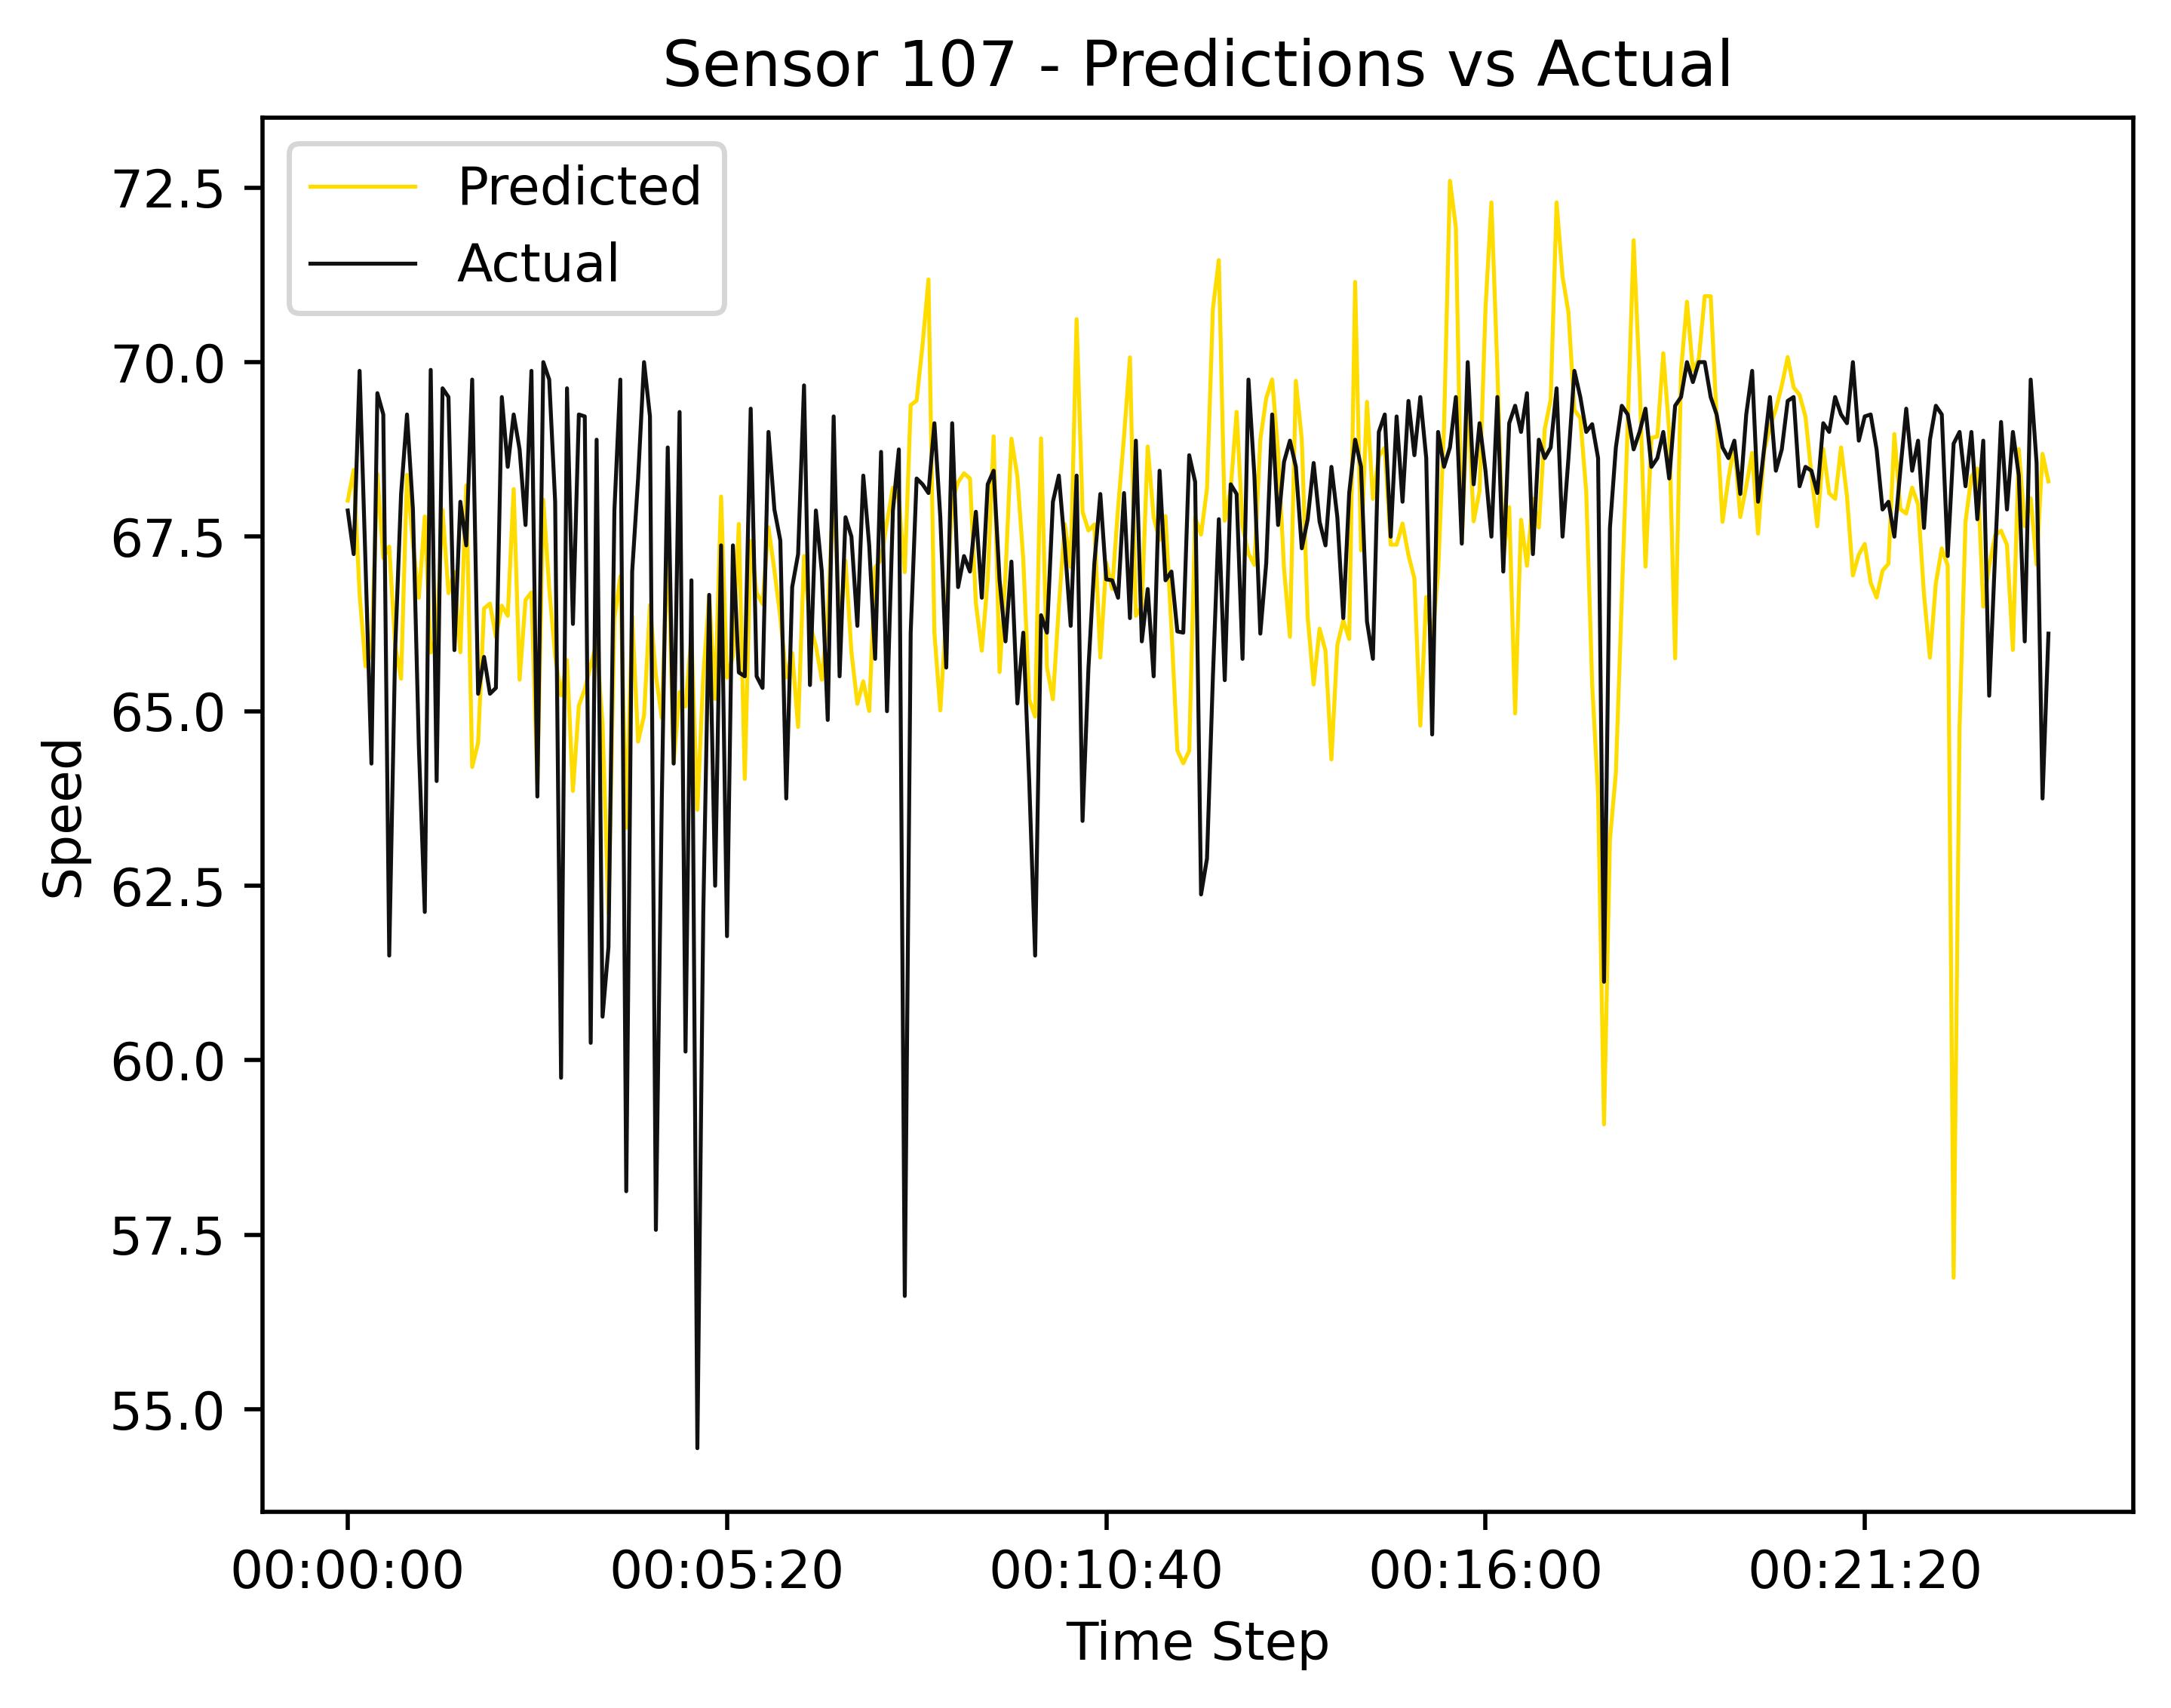 Sensor 107 - Predictions vs Actual
Predicted
Actual
72.5
70.0
67.5
65.0
62.5
60.0
57.5
55.0
Speed
00:00:00 00:05:20 00:10:40 00:16:00 00:21:20
Time Step